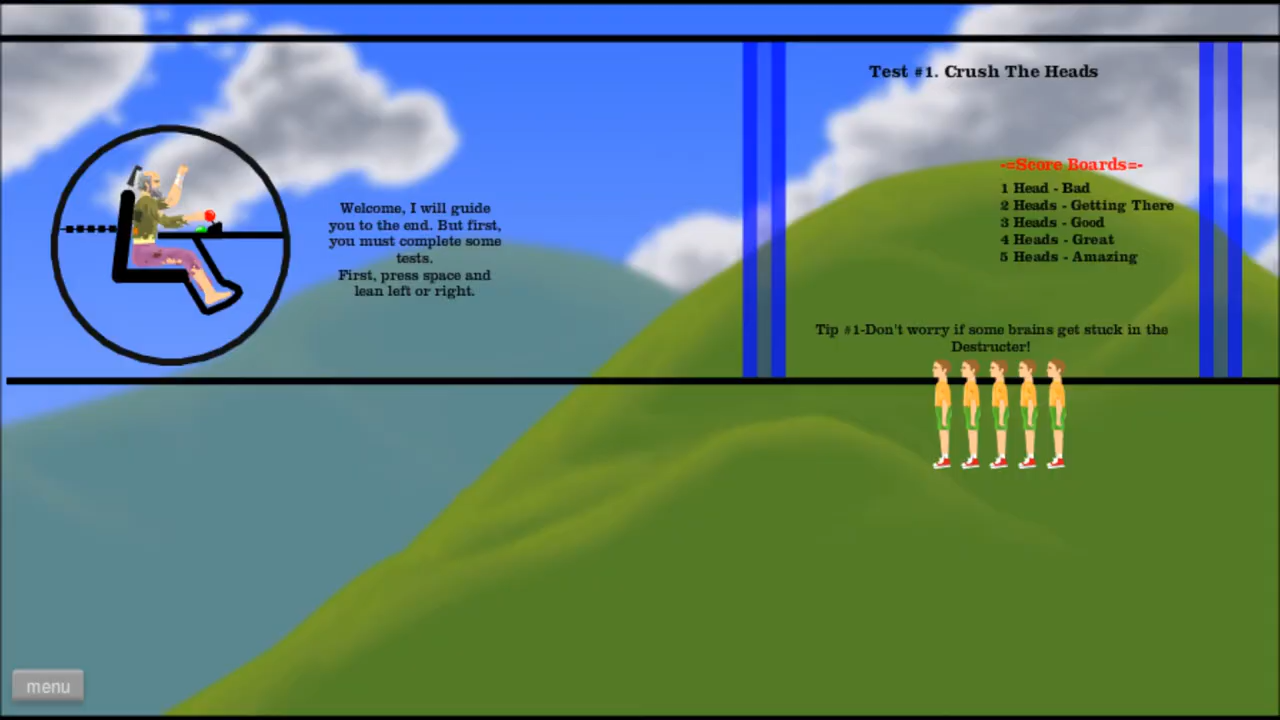 Test #1. Crush The Heads
-=Score Boards=-
1 Head - Bad
2 Heads - Getting There
3 Heads - Good
4 Heads - Great
5 Heads - Amazing
Welcome, I will guide
you to the end. But first,
you must complete some
tests.
First, press space and
lean left or right.
Tip #1-Don't worry if some brains get stuck in the
Destructer!
menu